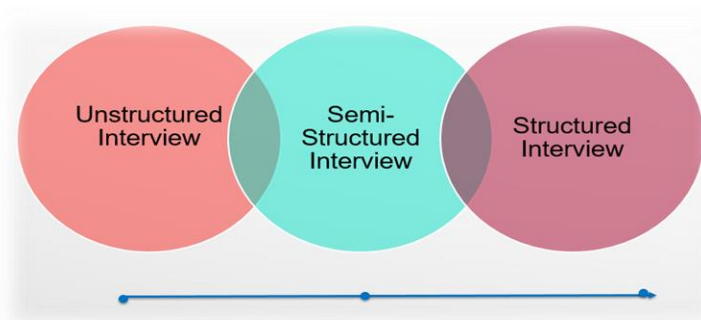 Unstructured
Interview
Semi-
Structured
Interview
Structured
Interview